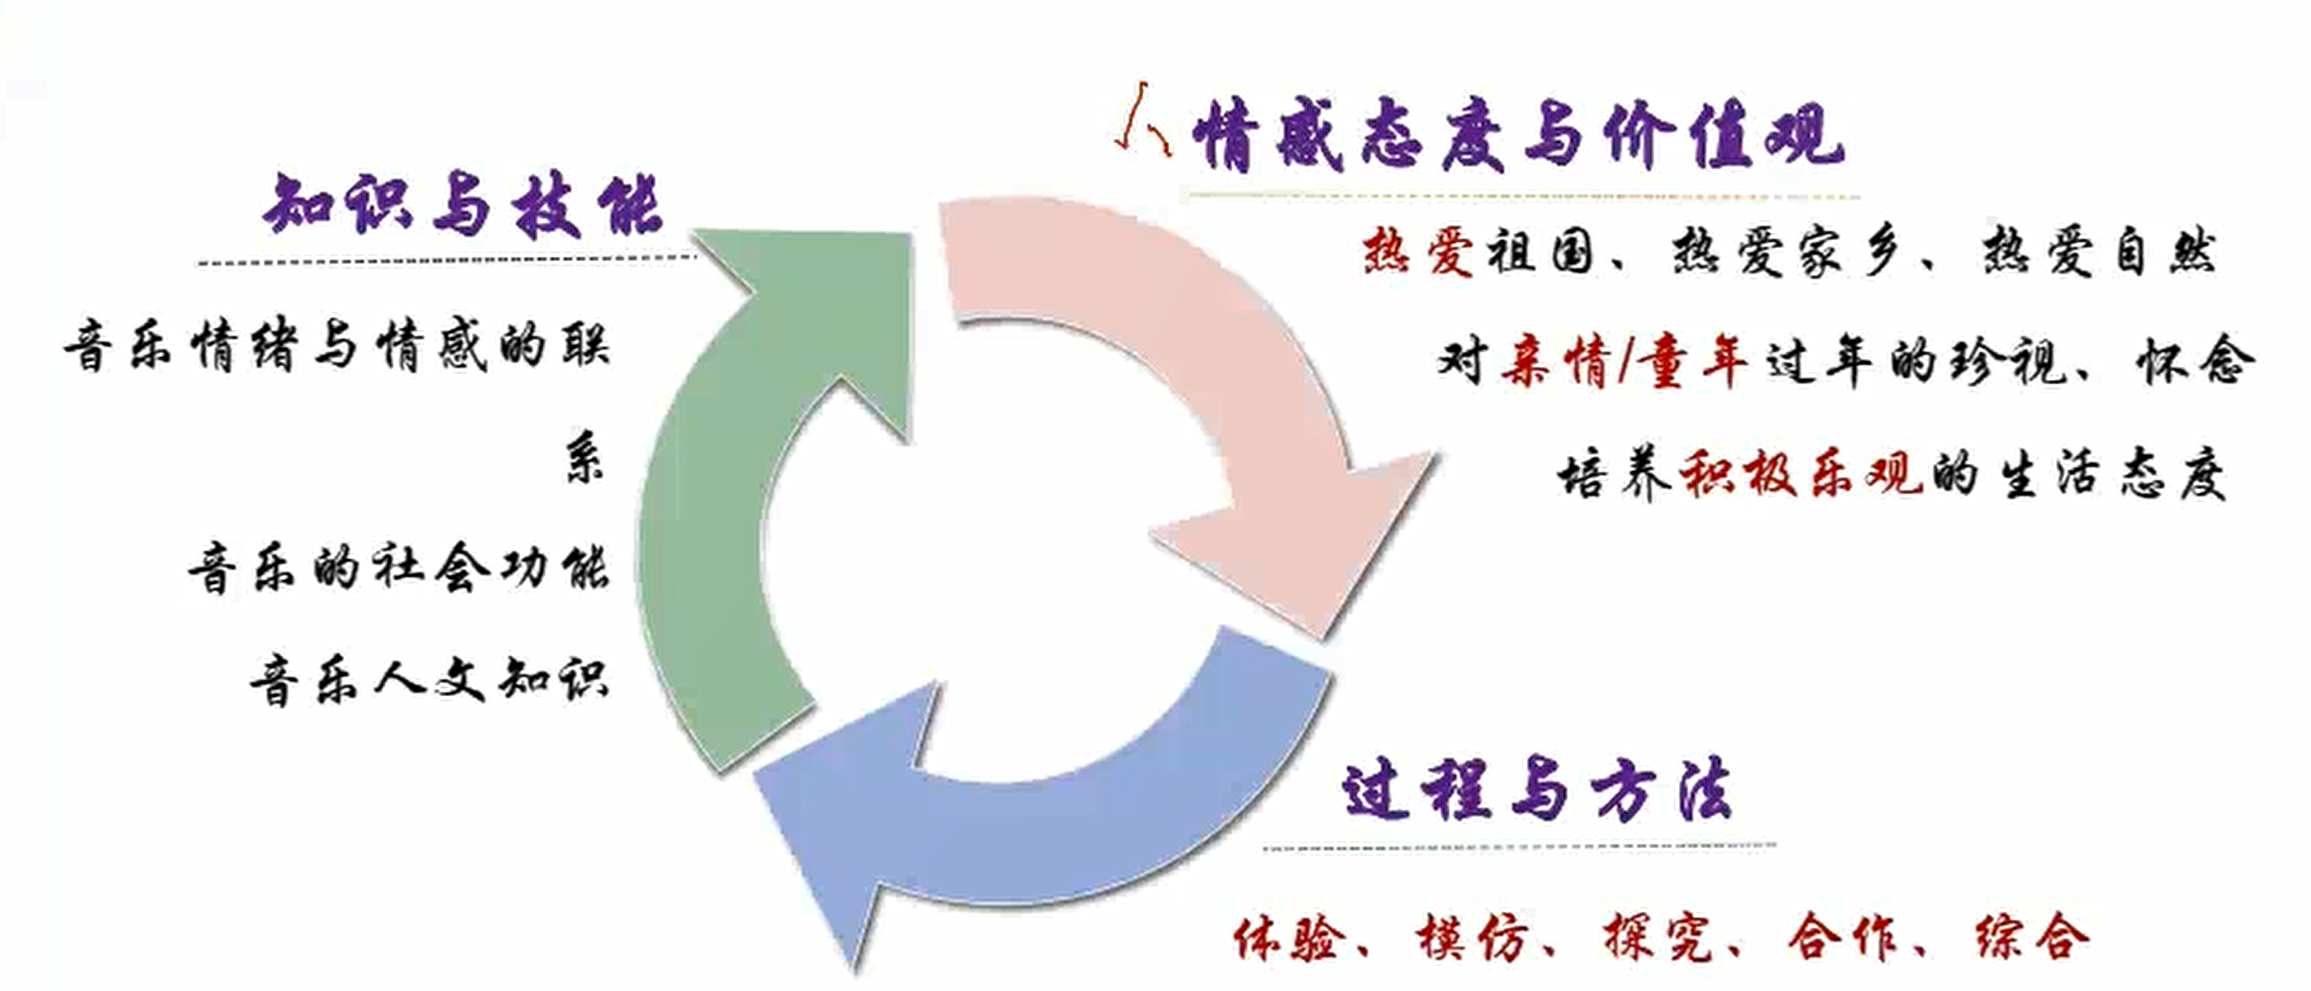 情感态度与价值观
热爱祖国、热爱家乡、热爱自然
对亲情/童年过年的珍视、怀念
培养积极乐观的生活态度
知识与技能
音乐情绪与情感的联
系
音乐的社会功能
音乐人文知识
过程与方法
体验、模仿、探究、合作、综合